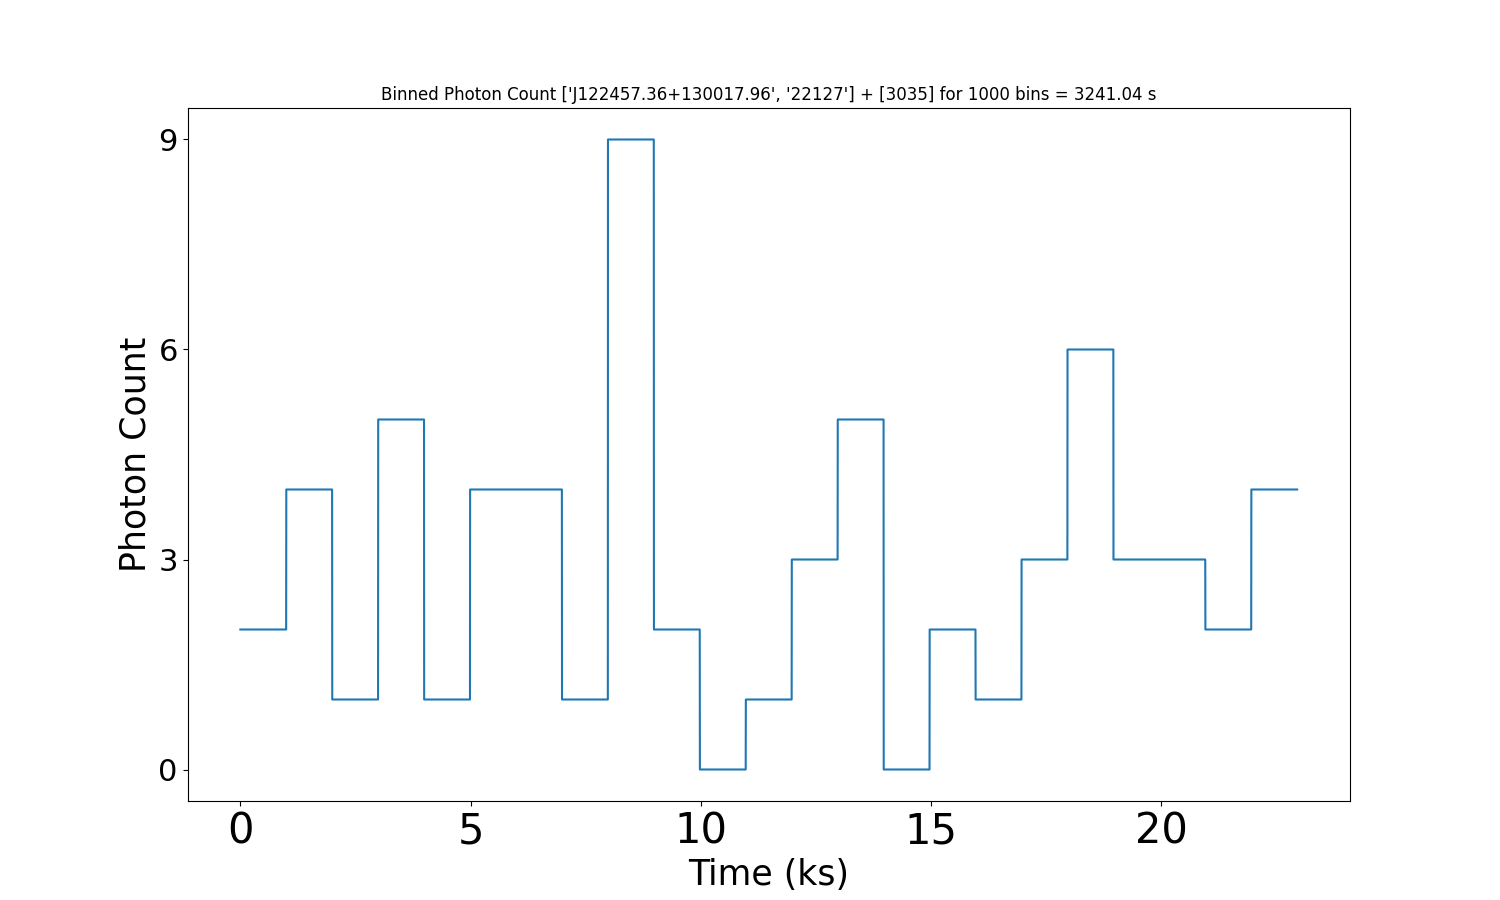 Binned Photon Count ['J122457.36+130017.96', '22127'] + [3035] for 1000 bins = 3241.04 s
9
6
3
0
Photon Count
0 5 10 15 20
Time (ks)